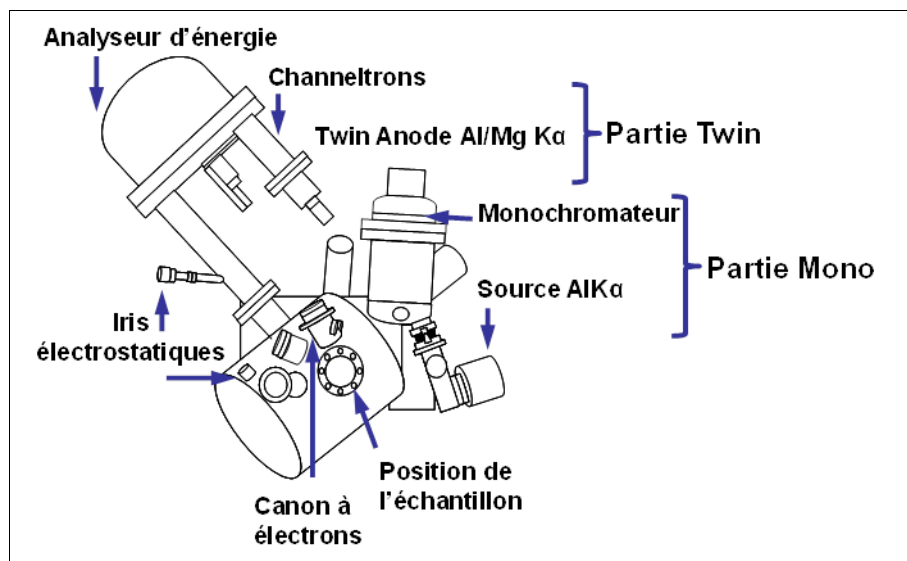 Analyseur d’énergie
Channeltrons
Twin Anode Al/Mg Kα
Partie Twin
Monochromateur
Partie Mono
Source AlKα
Iris
électrostatiques
Position de
l’échantillon
Canon à
électrons